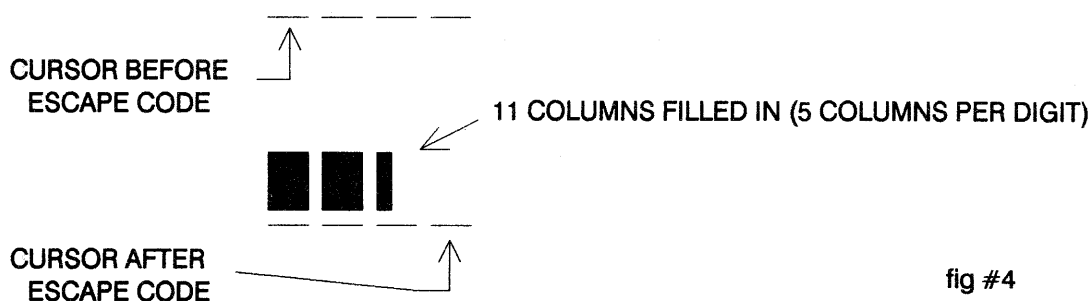 CURSOR BEFORE
ESCAPE CODE
11 COLUMNS FILLED IN (5 COLUMNS PER DIGIT)
CURSOR AFTER
ESCAPE CODE
fig #4